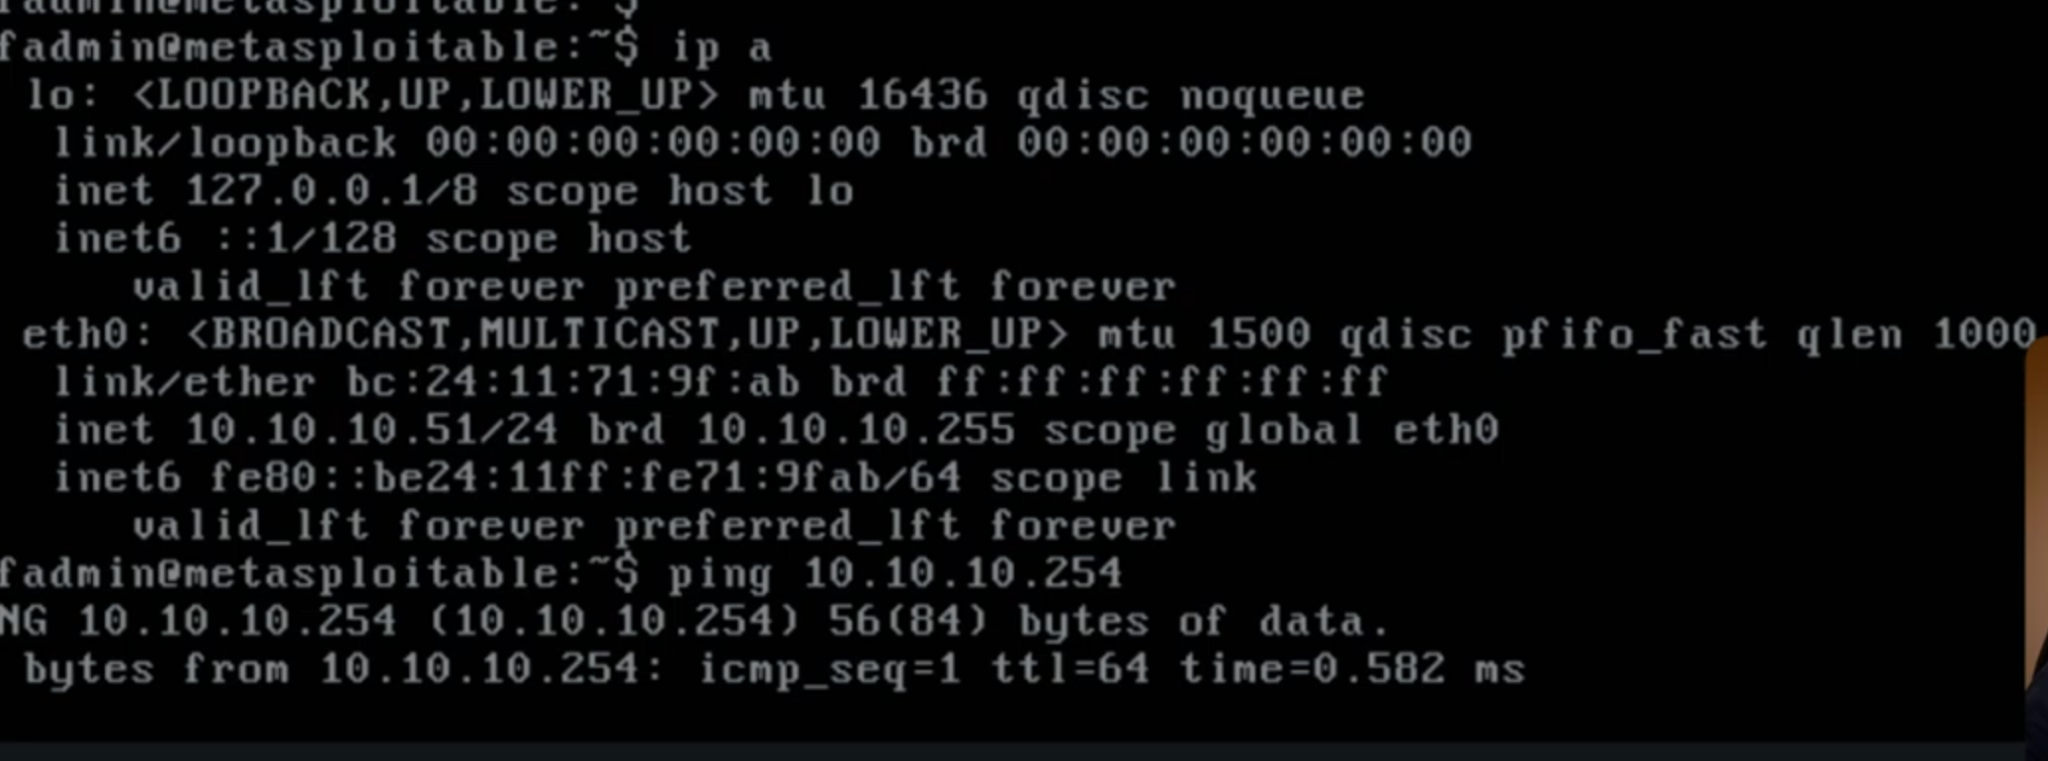 fadmin@metasploitable:~$
fadmin@metasploitable:~$ ip a
lo: <LOOPBACK,UP,LOWER_UP> mtu 16436 qdisc noqueue
link/loopback 00:00:00:00:00:00 brd 00:00:00:00:00:00
inet 127.0.0.1/8 scope host lo
inet6 ::1/128 scope host
valid_lft forever preferred_lft forever
eth0: <BROADCAST,MULTICAST,UP,LOWER_UP> mtu 1500 qdisc pfifo_fast qlen 1000
link/ether bc:24:11:71:9f:ab brd ff:ff:ff:ff:ff:ff
inet 10.10.10.51/24 brd 10.10.10.255 scope global eth0
inet6 fe80::be24:11ff:fe71:9fab/64 scope link
valid_lft forever preferred_lft forever
fadmin@metasploitable:~$ ping 10.10.10.254
NG 10.10.10.254 (10.10.10.254) 56(84) bytes of data.
bytes from 10.10.10.254: icmp_seq=1 ttl=64 time=0.582 ms